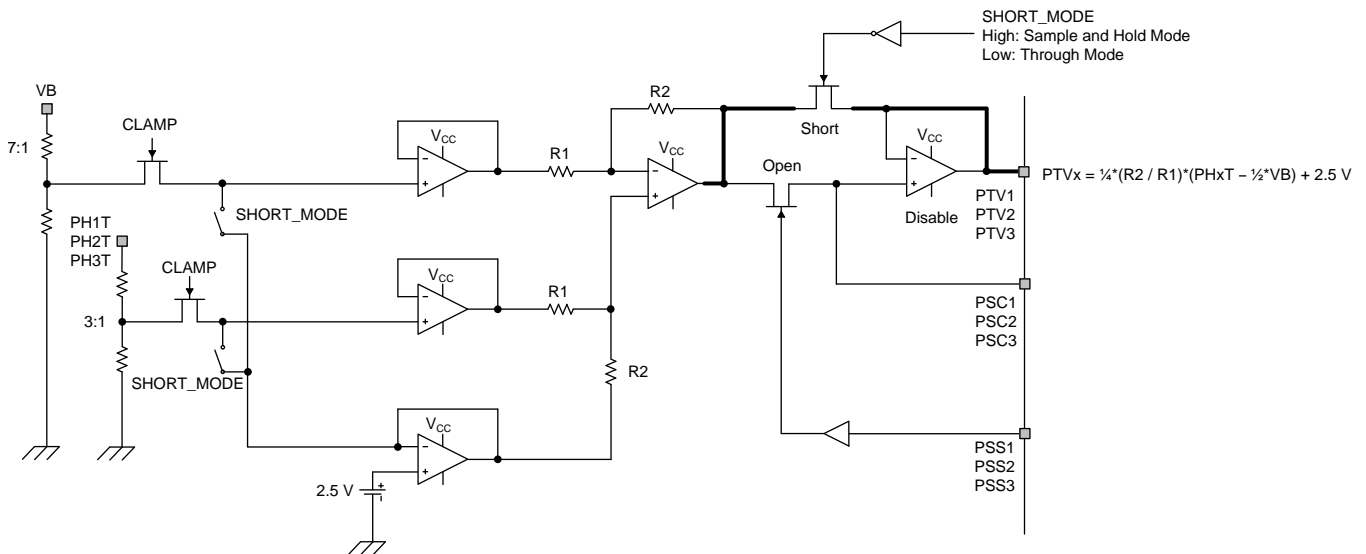 SHORT_MODE
High: Sample and Hold Mode
Low: Through Mode
VB
7:1
CLAMP
VCC
R1
R2
VCC
Short
Open
VCC
Disable
PTVx = ¼*(R2 / R1)*(PHxT – ½*VB) + 2.5 V
PTV1
PTV2
PTV3
SHORT_MODE
PH1T
PH2T
PH3T
CLAMP
3:1
VCC
R1
PSC1
PSC2
PSC3
SHORT_MODE
R2
VCC
2.5 V
PSS1
PSS2
PSS3